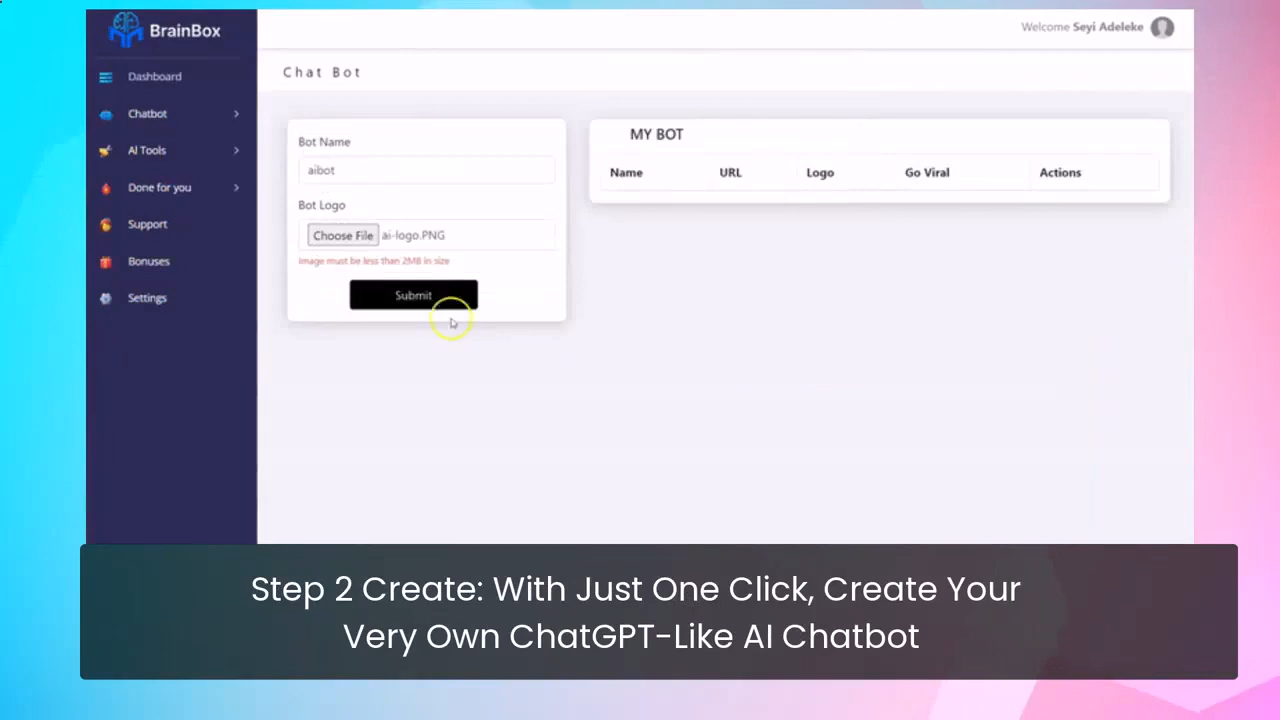 BrainBox
Welcome Seyi Adeleke
Chat Bot
Dashboard
Chatbot
AI Tools
Done for you
Support
Bonuses
Settings
Bot Name
aibot
Bot Logo
Choose File ai-logo.PNG
Image must be less than 2MB in size
Submit
MY BOT
Name URL Logo Go Viral Actions
Step 2 Create: With Just One Click, Create Your
Very Own ChatGPT-Like AI Chatbot